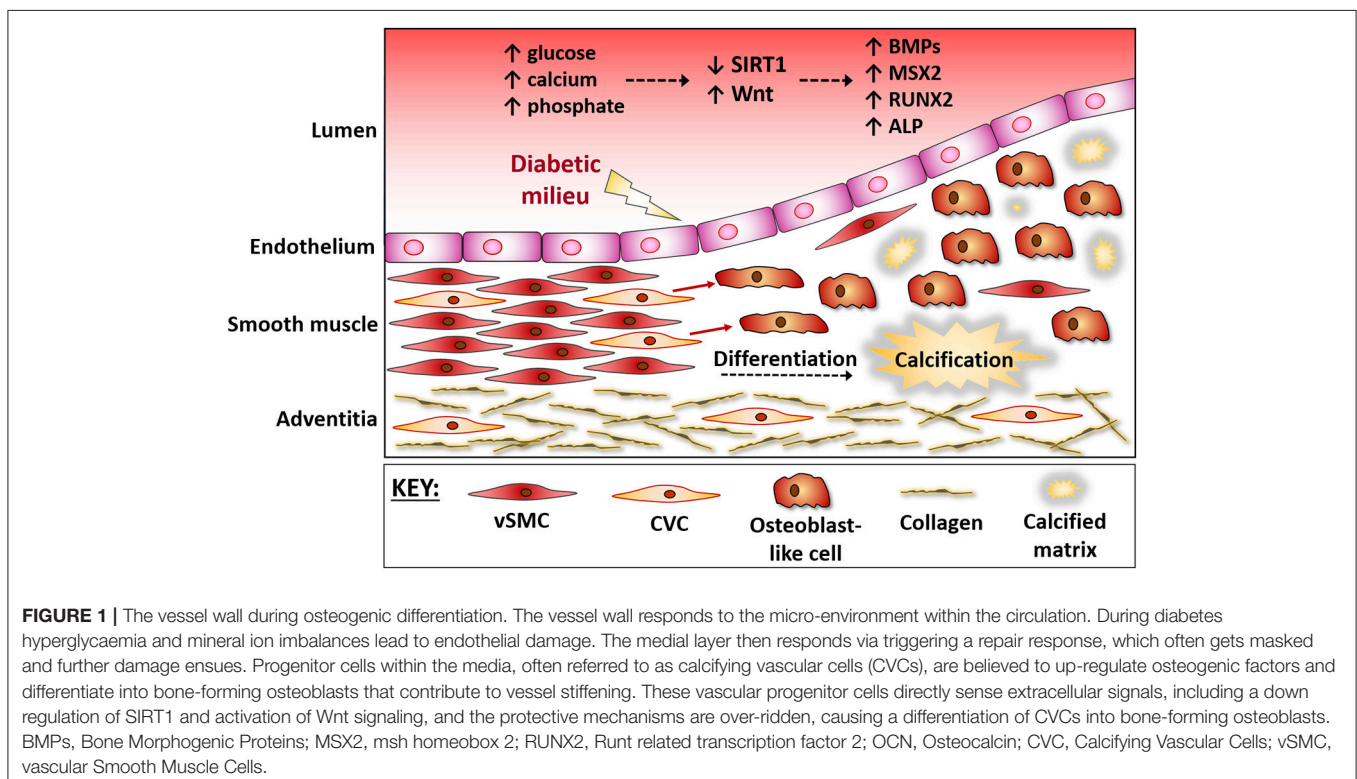 ↑ glucose
↑ calcium
↑ phosphate
↓ SIRT1
↑ Wnt
↑ BMPs
↑ MSX2
↑ RUNX2
↑ ALP
Lumen
Diabetic
milieu
Endothelium
Smooth muscle
Differentiation
Calcification
Adventitia
KEY:
vSMC
CVC
Osteoblast-
like cell
Collagen
Calcified
matrix
FIGURE 1 | The vessel wall during osteogenic differentiation. The vessel wall responds to the micro-environment within the circulation. During diabetes
hyperglycaemia and mineral ion imbalances lead to endothelial damage. The medial layer then responds via triggering a repair response, which often gets masked
and further damage ensues. Progenitor cells within the media, often referred to as calcifying vascular cells (CVCs), are believed to up-regulate osteogenic factors and
differentiate into bone-forming osteoblasts that contribute to vessel stiffening. These vascular progenitor cells directly sense extracellular signals, including a down
regulation of SIRT1 and activation of Wnt signaling, and the protective mechanisms are over-ridden, causing a differentiation of CVCs into bone-forming osteoblasts.
BMPs, Bone Morphogenic Proteins; MSX2, msh homeobox 2; RUNX2, Runt related transcription factor 2; OCN, Osteocalcin; CVC, Calcifying Vascular Cells; vSMC,
vascular Smooth Muscle Cells.